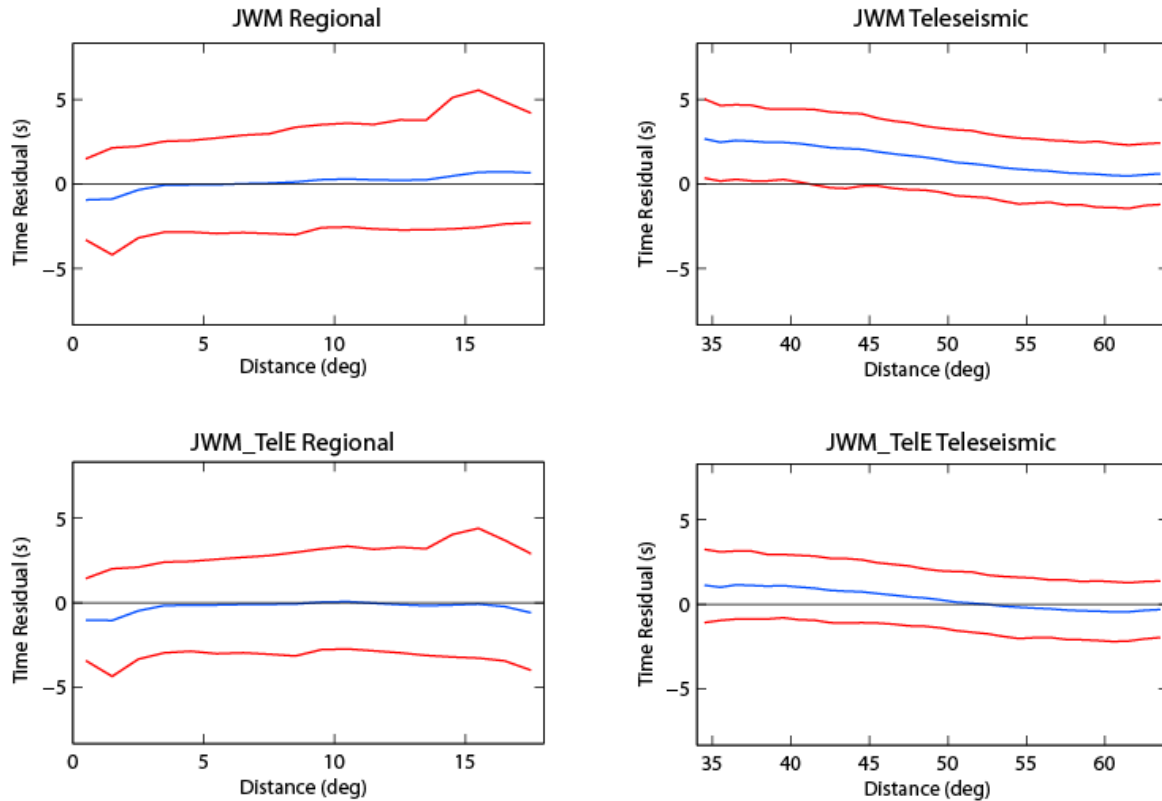 JWM Regional
5
0
−5
Time Residual (s)
0 5 10 15
Distance (deg)
JWM Teleseismic
5
0
−5
Time Residual (s)
35 40 45 50 55 60
Distance (deg)
JWM_TelE Regional
5
0
−5
Time Residual (s)
0 5 10 15
Distance (deg)
JWM_TelE Teleseismic
5
0
−5
Time Residual (s)
35 40 45 50 55 60
Distance (deg)